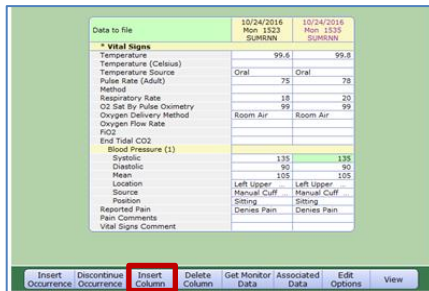 Data to file 10/24/2016 Mon 1523 SUMRNN 10/24/2016 Mon 1535 SUMRNN
* Vital Signs
Temperature 99.6 99.8
Temperature (Celsius)
Temperature Source Oral Oral
Pulse Rate (Adult) 75 78
Method
Respiratory Rate 18 20
O2 Sat By Pulse Oximetry 99 99
Oxygen Delivery Method Room Air Room Air
Oxygen Flow Rate
FiO2
End Tidal CO2
Blood Pressure (1)
Systolic 135 135
Diastolic 90 90
Mean 105 105
Location Left Upper ... Left Upper ...
Source Manual Cuff ... Manual Cuff ...
Position Sitting Sitting
Reported Pain Denies Pain Denies Pain
Pain Comments
Vital Signs Comment
Insert Occurrence Discontinue Occurrence Insert Column Delete Column Get Monitor Data Associated Data Edit Options View